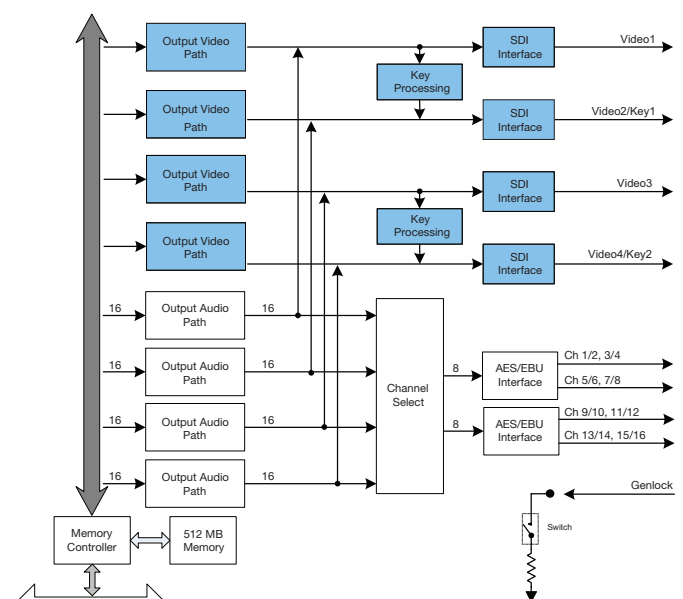 Output Video
Path
SDI
Interface
Video1
Key
Processing
Output Video
Path
SDI
Interface
Video2/Key1
Output Video
Path
SDI
Interface
Video3
Key
Processing
Output Video
Path
SDI
Interface
Video4/Key2
16
Output Audio
Path
16
16
Output Audio
Path
16
16
Output Audio
Path
16
16
Output Audio
Path
16
Channel
Select
8
AES/EBU
Interface
Ch 1/2, 3/4
Ch 5/6, 7/8
8
AES/EBU
Interface
Ch 9/10, 11/12
Ch 13/14, 15/16
Genlock
Switch
Memory
Controller
512 MB
Memory